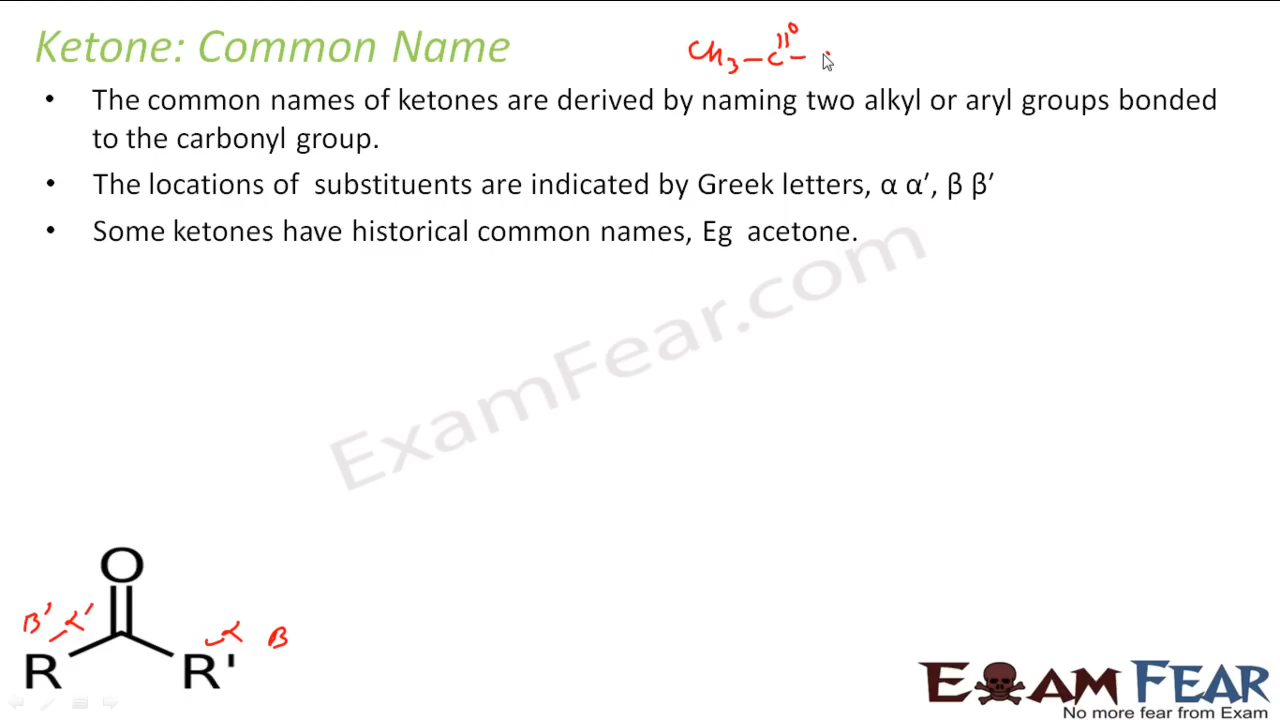 Ketone: Common Name
CH3 – C – 
O
• The common names of ketones are derived by naming two alkyl or aryl groups bonded
to the carbonyl group.
• The locations of  substituents are indicated by Greek letters, α α′, β β′
• Some ketones have historical common names, Eg  acetone.
ExamFear.com
O
β' α'
α β
R
R'
EXAM FEAR
No more fear from Exam